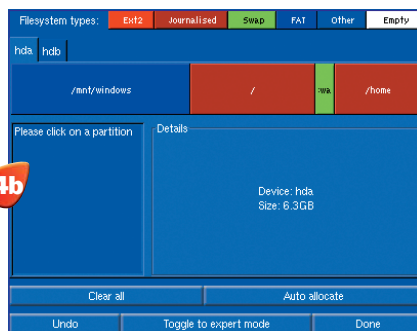 Filesystem types: Ext2 Journalised Swap FAT Other Empty
hda hdb
/mnt/windows / swa /home
Please click on a partition
Details
4b
Device: hda
Size: 6.3GB
Clear all Auto allocate
Undo Toggle to expert mode Done